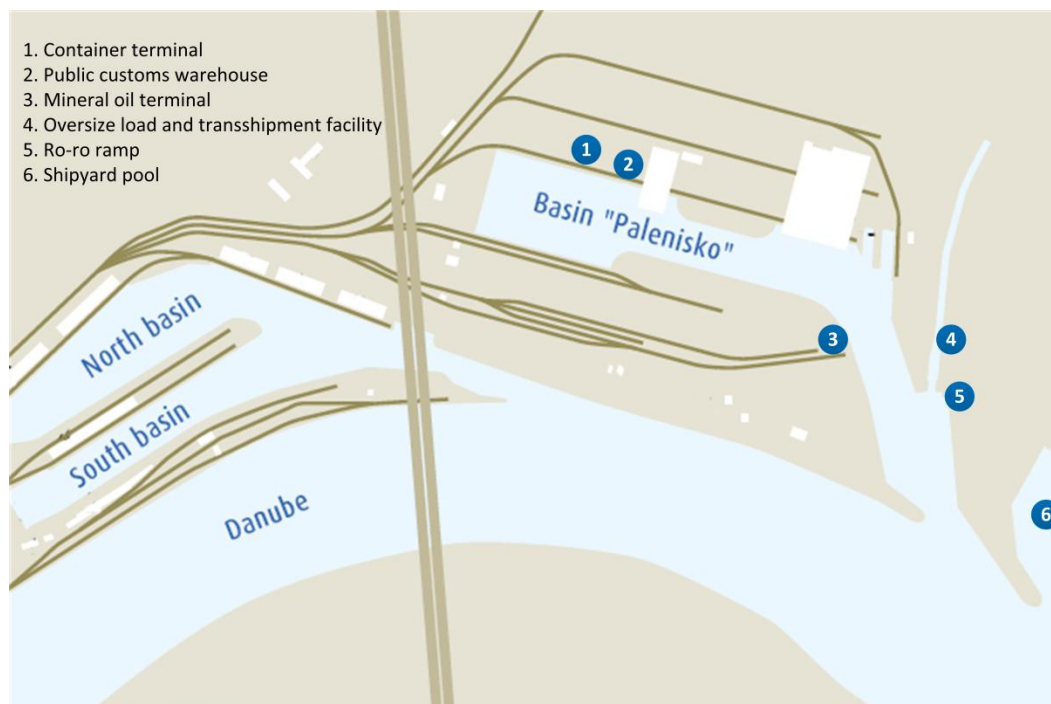 1. Container terminal
2. Public customs warehouse
3. Mineral oil terminal
4. Oversize load and transshipment facility
5. Ro-ro ramp
6. Shipyard pool
1
2
Basin "Palenisko"
North basin
3
4
5
South basin
Danube
6